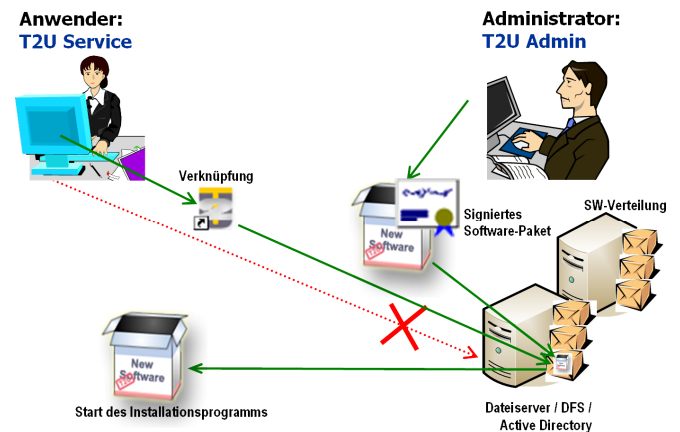 Anwender:
T2U Service
Administrator:
T2U Admin
Verknüpfung
Signiertes
Software-Paket
SW-Verteilung
New
Software
New
Software
Start des Installationsprogramms
Dateiserver / DFS /
Active Directory